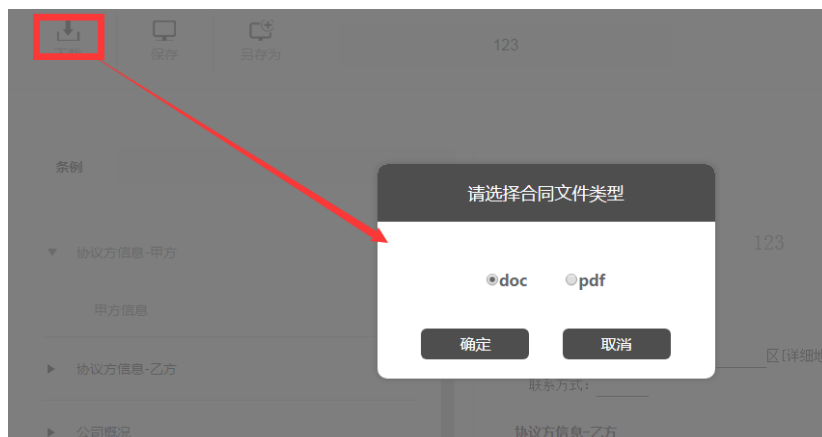 下载 保存 另存为 123
条例
请选择合同文件类型
▼ 协议方信息-甲方 123
doc pdf
甲方信息
确定 取消
▶ 协议方信息-乙方 区[详细地
联系方式：
▶ 公司概况 协议方信息-乙方